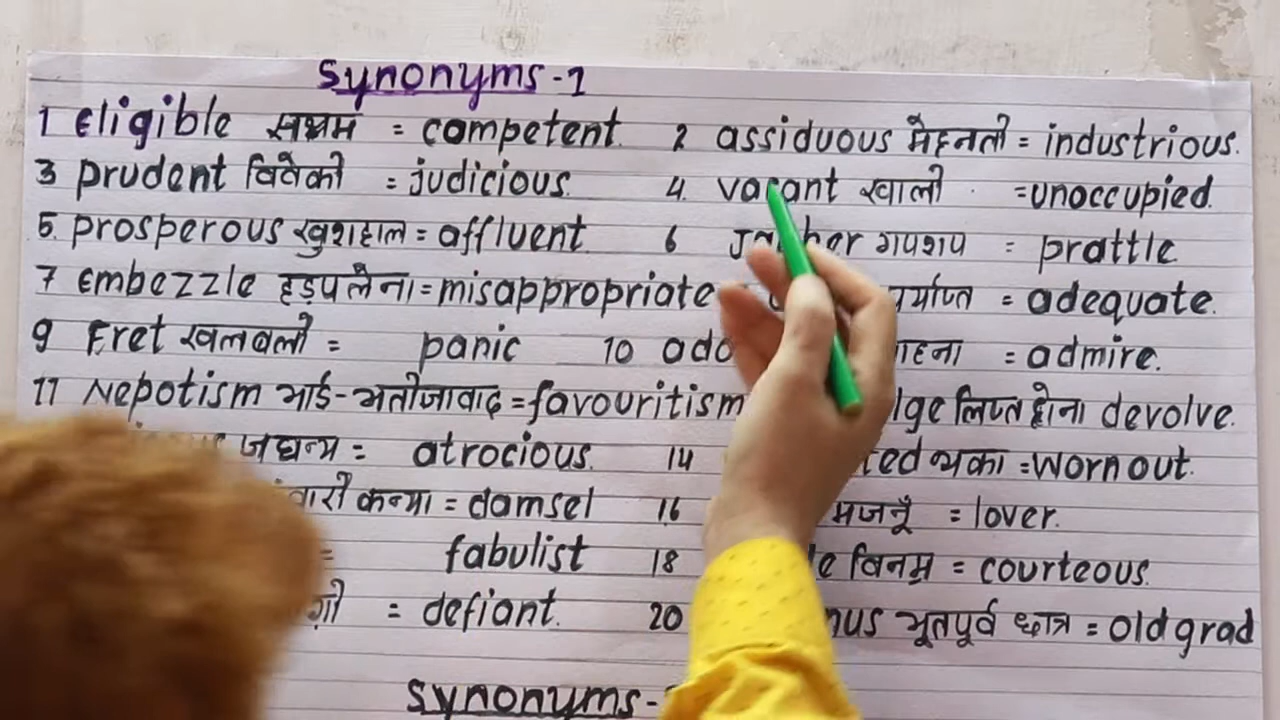 Synonyms-1
1 Eligible सक्षम = competent. 2 assiduous मेहनती = industrious.
3 prudent विवेकी = judicious. 4. vacant खाली =unoccupied.
5. prosperous खुशहाल = affluent. 6 गपशप = prattle
7 Embezzle हड़पलेना=misappropriate पर्याप्त = adequate.
9 Fret खलबली = panic 10 = admire.
11 Nepotism भाई-भतीजावाद =favouritism लिप्त होना devolve.
जघन्य = atrocious. 14 थका =Worn out.
कन्या = damsel 16 मजनूँ = lover.
= fabulist 18 विनम्र = courteous.
= defiant. 20 भूतपूर्व छात्र = old grad
Synonyms-